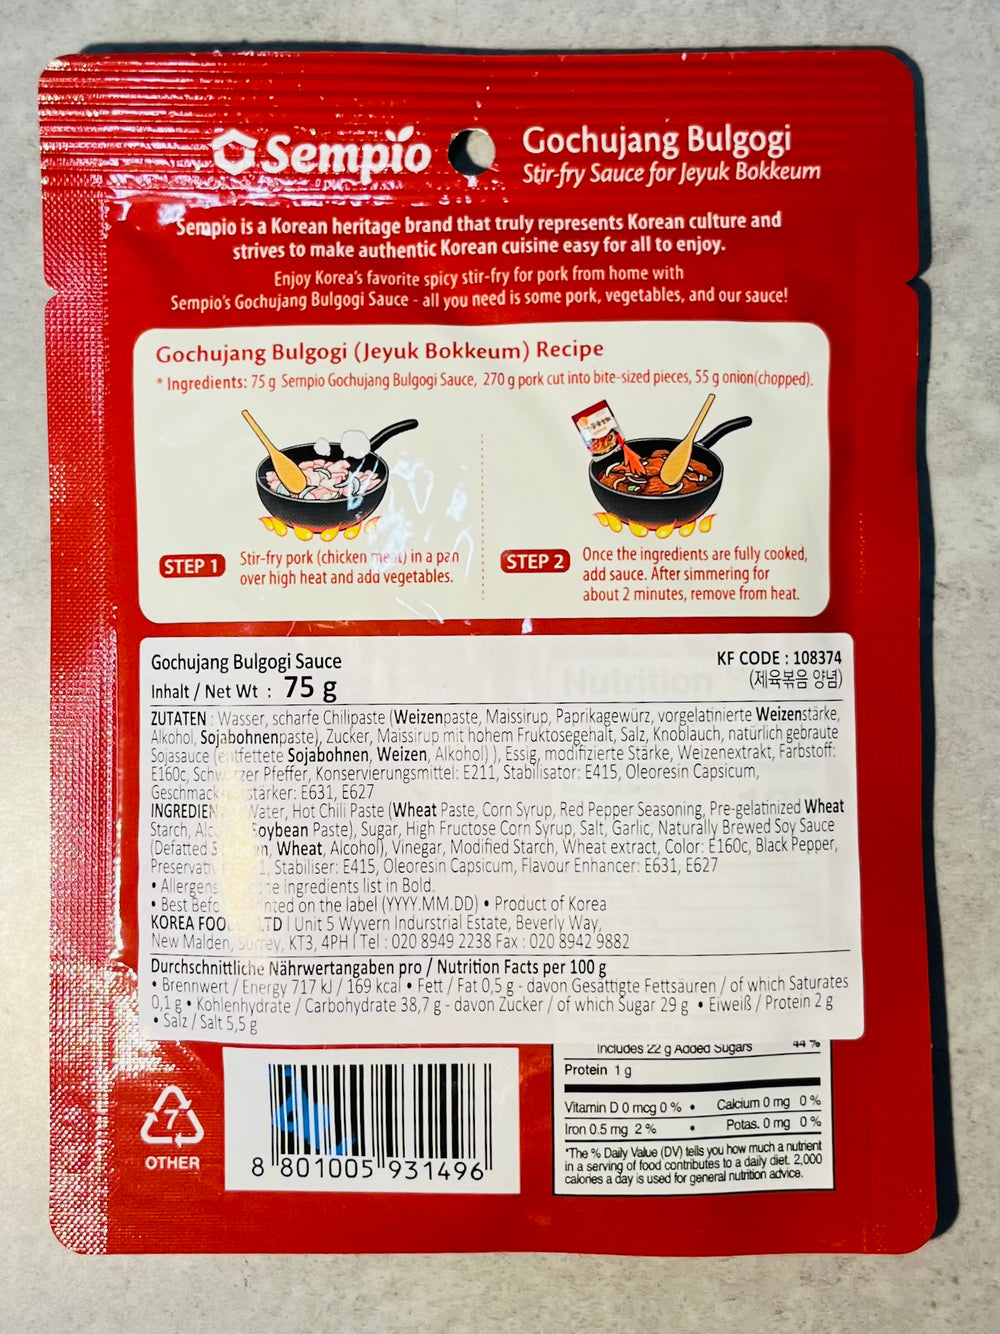 Sempio
Gochujang Bulgogi
Stir-fry Sauce for Jeyuk Bokkeum
Sempio is a Korean heritage brand that truly represents Korean culture and
strives to make authentic Korean cuisine easy for all to enjoy.
Enjoy Korea's favorite spicy stir-fry for pork from home with
Sempio's Gochujang Bulgogi Sauce - all you need is some pork, vegetables, and our sauce!
Gochujang Bulgogi (Jeyuk Bokkeum) Recipe
* Ingredients: 75 g Sempio Gochujang Bulgogi Sauce, 270 g pork cut into bite-sized pieces, 55 g onion(chopped).
STEP 1
Stir-fry pork (chicken meat) in a pan
over high heat and add vegetables.
STEP 2
Once the ingredients are fully cooked,
add sauce. After simmering for
about 2 minutes, remove from heat.
Gochujang Bulgogi Sauce
KF CODE : 108374
Inhalt / Net Wt : 75 g
(제육볶음 양념)
ZUTATEN : Wasser, scharfe Chilipaste (Weizenpaste, Maissirup, Paprikagewürz, vorgelatinierte Weizenstärke,
Alkohol, Sojabohnenpaste), Zucker, Maissirup mit hohem Fruktosegehalt, Salz, Knoblauch, natürlich gebraute
Sojasauce (entfettete Sojabohnen, Weizen, Alkohol) ), Essig, modifizierte Stärke, Weizenextrakt, Farbstoff:
E160c, Schwarzer Pfeffer, Konservierungsmittel: E211, Stabilisator: E415, Oleoresin Capsicum,
Geschmack stärker: E631, E627
INGREDIEN Water, Hot Chili Paste (Wheat Paste, Corn Syrup, Red Pepper Seasoning, Pre-gelatinized Wheat
Starch, Alco Soybean Paste), Sugar, High Fructose Corn Syrup, Salt, Garlic, Naturally Brewed Soy Sauce
(Defatted Wheat, Alcohol), Vinegar, Modified Starch, Wheat extract, Color: E160c, Black Pepper,
Preservati Stabiliser: E415, Oleoresin Capsicum, Flavour Enhancer: E631, E627
• Allergens the ingredients list in Bold.
• Best Befo printed on the label (YYYY.MM.DD) • Product of Korea
KOREA FOO LTD | Unit 5 Wyvern Indurstrial Estate, Beverly Way,
New Malden, Surrey, KT3, 4PH | Tel : 020 8949 2238 Fax : 020 8942 9882
Durchschnittliche Nährwertangaben pro / Nutrition Facts per 100 g
• Brennwert / Energy 717 kJ / 169 kcal • Fett / Fat 0,5 g - davon Gesättigte Fettsäuren / of which Saturates
0,1 g • Kohlenhydrate / Carbohydrate 38,7 g - davon Zucker / of which Sugar 29 g • Eiweiß / Protein 2 g
• Salz / Salt 5,5 g
Includes 22 g Added Sugars 44 %
Protein 1 g
Vitamin D 0 mcg 0 % • Calcium 0 mg 0 %
Iron 0.5 mg 2 % • Potas. 0 mg 0 %
*The % Daily Value (DV) tells you how much a nutrient
in a serving of food contributes to a daily diet. 2,000
calories a day is used for general nutrition advice.
7
OTHER
8 801005 931496